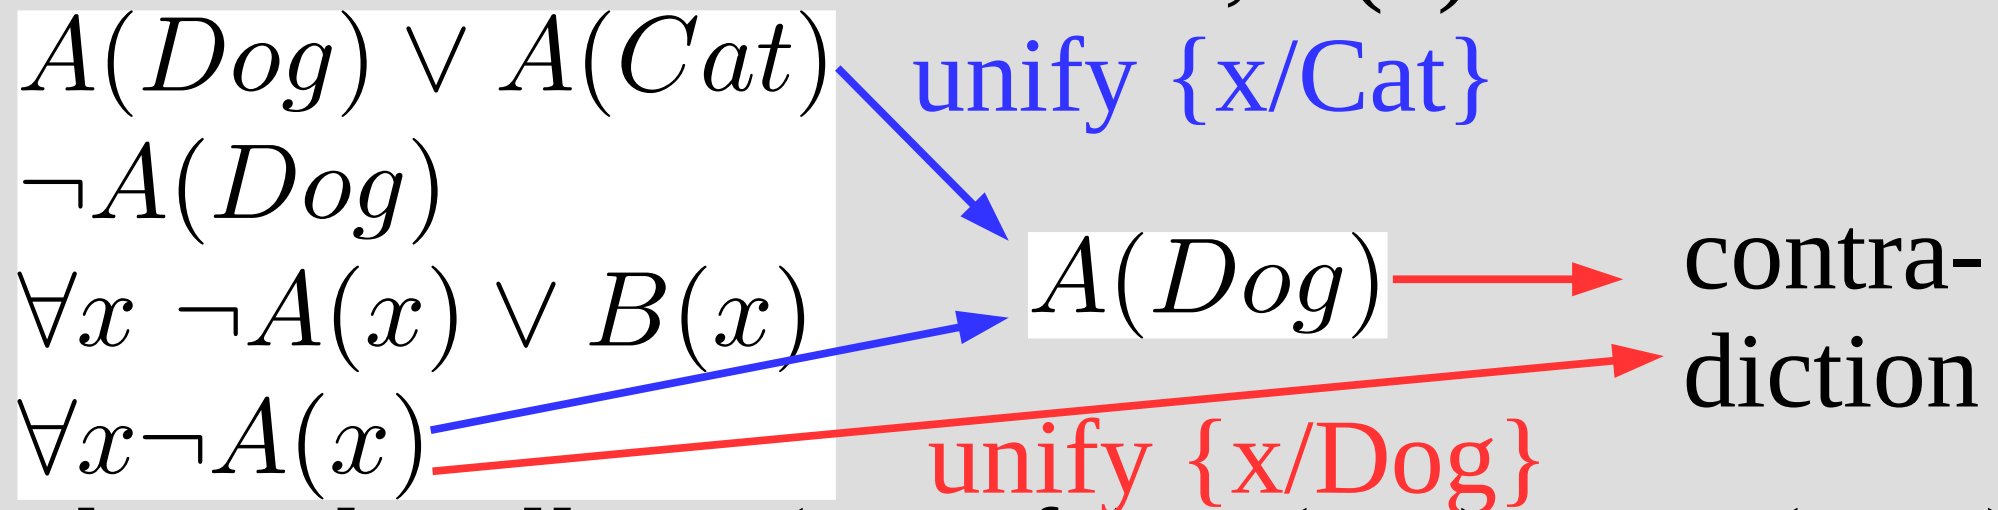 A(Dog) ∨ A(Cat)
unify {x/Cat}
¬A(Dog)
∀x ¬A(x) ∨ B(x)
∀x¬A(x)
A(Dog)
contra-
diction
unify {x/Dog}